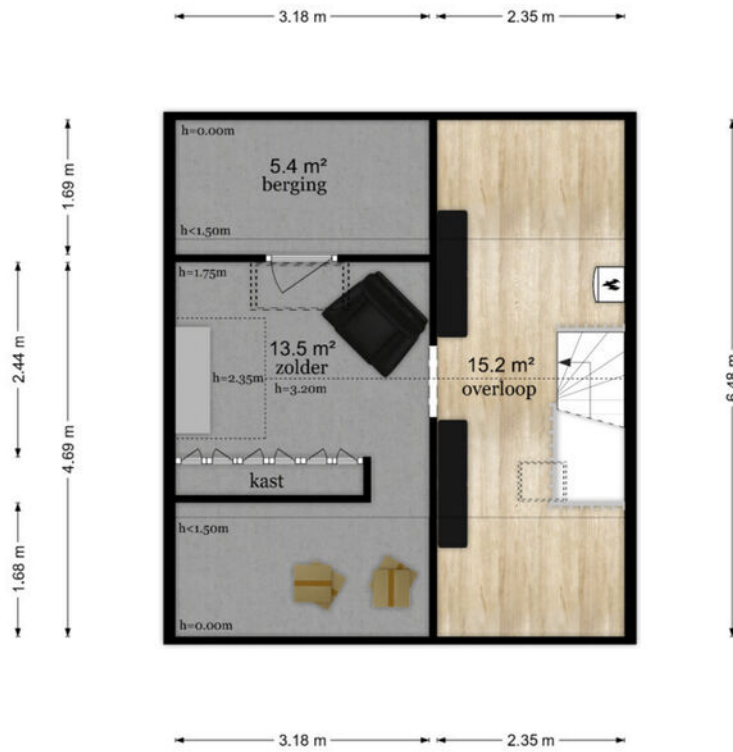 3.18 m
2.35 m
h=0.00m
5.4 m²
berging
h<1.50m
1.69 m
h=1.75m
13.5 m²
zolder
h=2.35m
h=3.20m
15.2 m²
overloop
2.44 m
4.69 m
6.48 m
kast
h<1.50m
1.68 m
h=0.00m
3.18 m
2.35 m